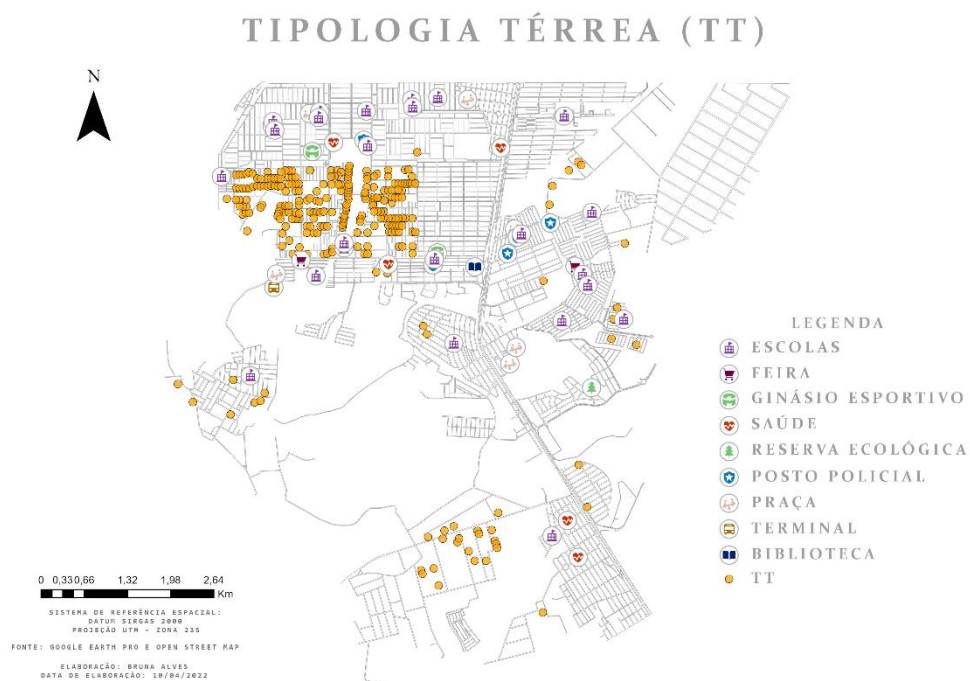 TIPOLOGIA TÉRREA (TT)
N
LEGENDA
ESCOLAS
FEIRA
GINÁSIO ESPORTIVO
SAÚDE
RESERVA ECOLÓGICA
POSTO POLICIAL
PRAÇA
TERMINAL
BIBLIOTECA
TT
0 0,33 0,66 1,32 1,98 2,64
Km
SISTEMA DE REFERÊNCIA ESPACIAL:
DATUM SIRGAS 2000
PROJEÇÃO UTM - ZONA 23S
FONTE: GOOGLE EARTH PRO E OPEN STREET MAP
ELABORAÇÃO: BRUNA ALVES
DATA DE ELABORAÇÃO: 10/04/2022